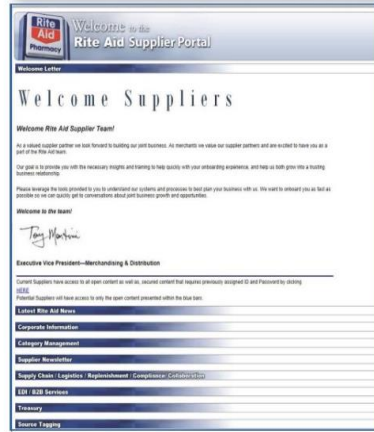 Rite
Aid
Pharmacy
Welcome to the
Rite Aid Supplier Portal
Welcome Letter
Welcome Suppliers
Welcome Rite Aid Supplier Team!
As a valued supplier partner we look forward to building our joint business. As merchants we value our supplier partners and are excited to have you as a
part of the Rite Aid team.
Our goal is to provide you with the necessary insights and training to help quickly with your onboarding experience, and help us both grow into a trusting
business relationship.
Please leverage the tools provided to you to understand our systems and processes to best plan your business with us. We want to onboard you as fast as
possible so we can quickly get to conversations about joint business growth and opportunities.
Welcome to the team!
Tony Montini
Executive Vice President—Merchandising & Distribution
Current Suppliers have access to all open content as well as, secured content that requires previously assigned ID and Password by clicking
HERE
Potential Suppliers will have access to only the open content presented within the blue bars.
Latest Rite Aid News
Corporate Information
Category Management
Supplier Newsletter
Supply Chain / Logistics / Replenishment / Compliance/ Collaboration
EDI / B2B Services
Treasury
Source Tagging